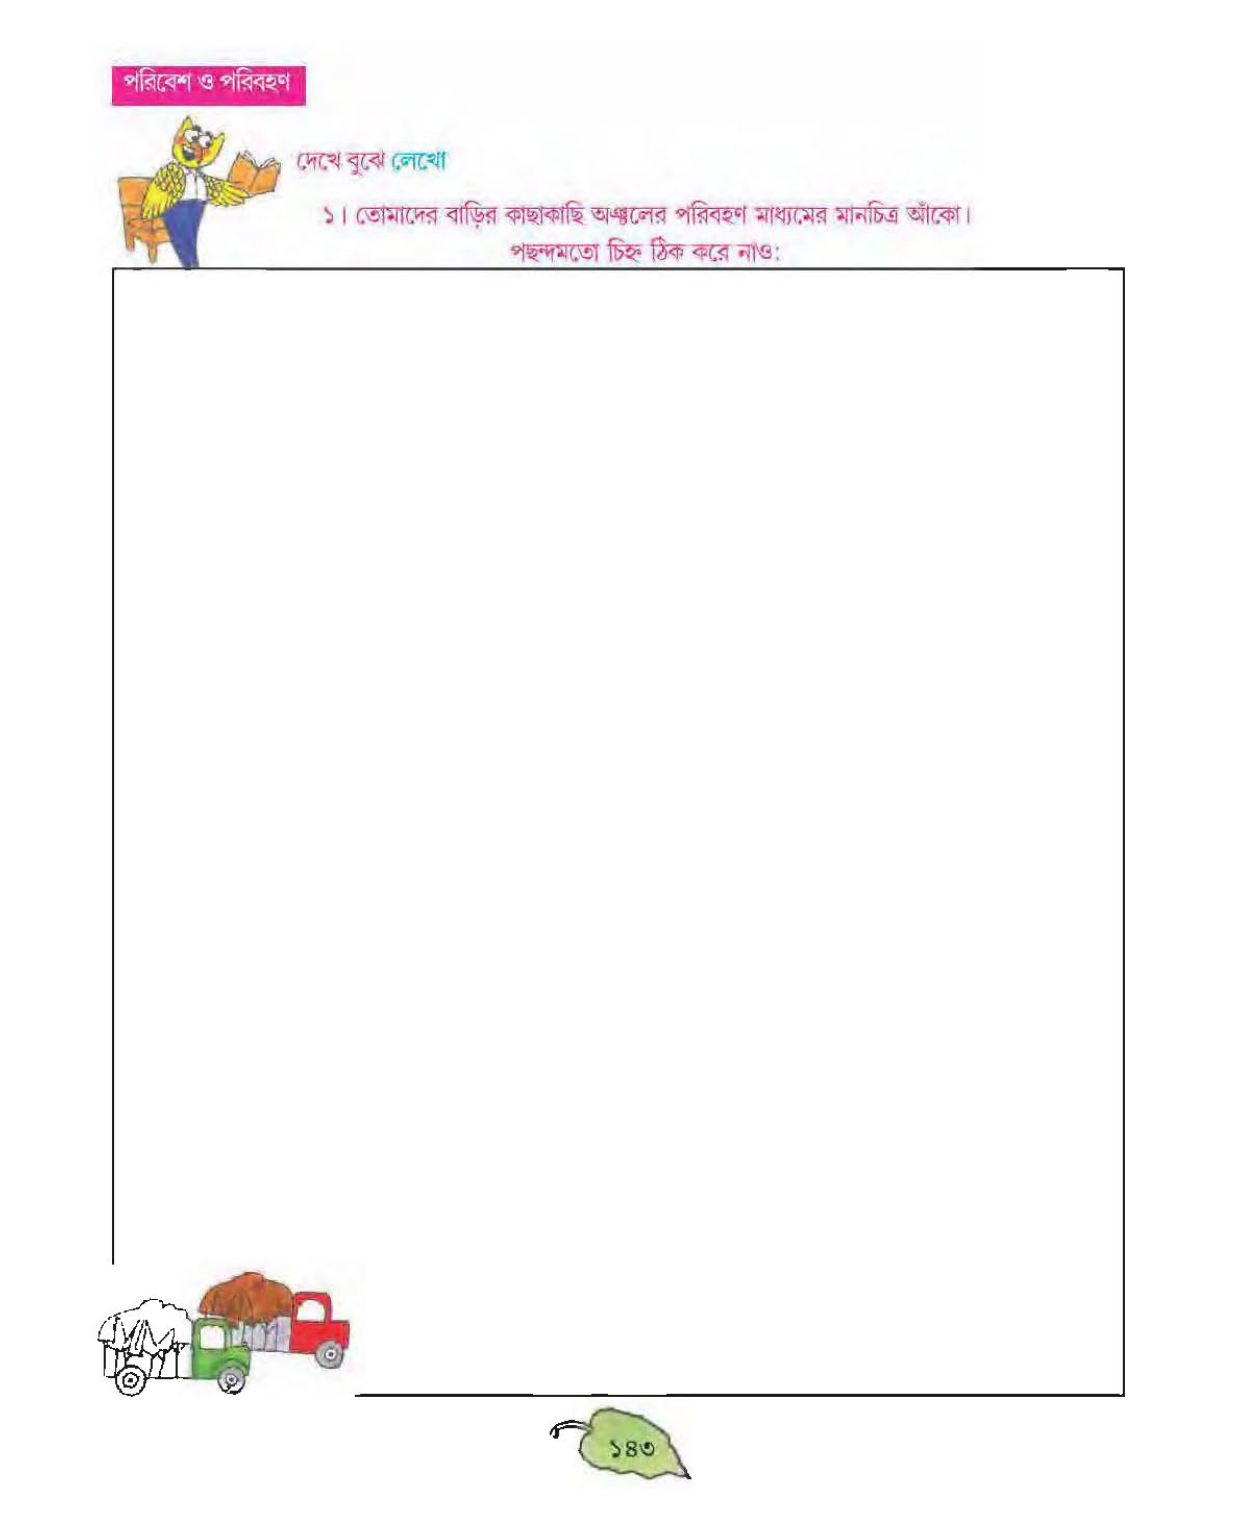 পরিবেশ ও পরিবহণ
দেখে বুঝে লেখো
১। তোমাদের বাড়ির কাছাকাছি অঞ্চলের পরিবহণ মাধ্যমের মানচিত্র আঁকো।
পছন্দমতো চিহ্ন ঠিক করে নাও:
১৪৩